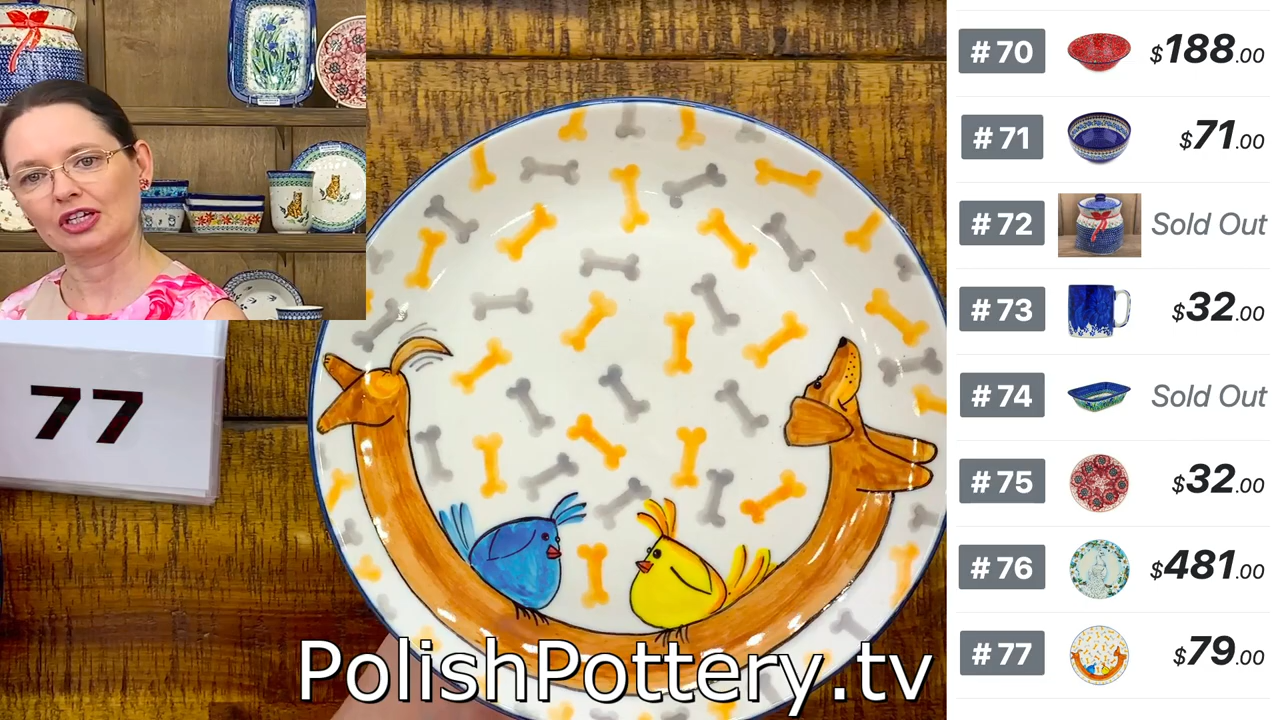 77
PolishPottery.tv
# 70 $188.00
# 71 $71.00
# 72 Sold Out
# 73 $32.00
# 74 Sold Out
# 75 $32.00
# 76 $481.00
# 77 $79.00